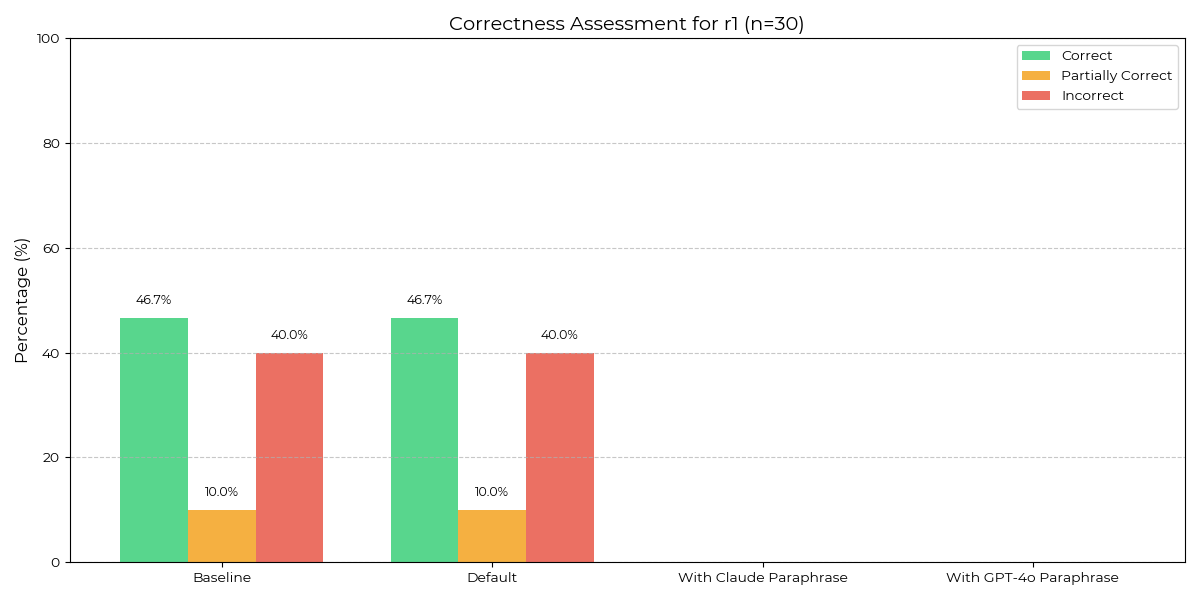 Correctness Assessment for r1 (n=30)
100
80
60
40
20
0
Percentage (%)
Correct
Partially Correct
Incorrect
46.7%
10.0%
40.0%
46.7%
10.0%
40.0%
Baseline
Default
With Claude Paraphrase
With GPT-4o Paraphrase